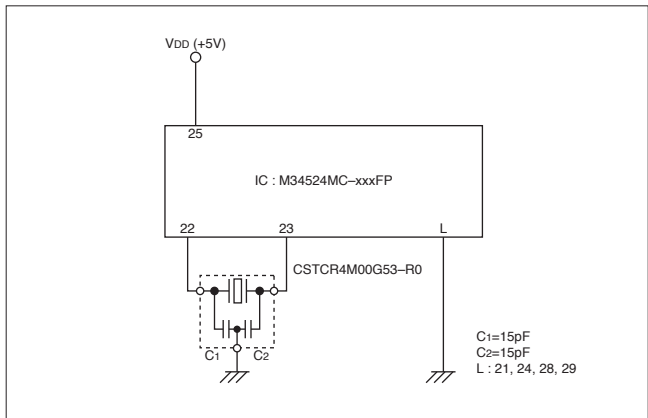 VDD (+5V)
25
IC : M34524MC–xxxFP
22
23
L
CSTCR4M00G53–R0
C1
C2
C1=15pF
C2=15pF
L : 21, 24, 28, 29